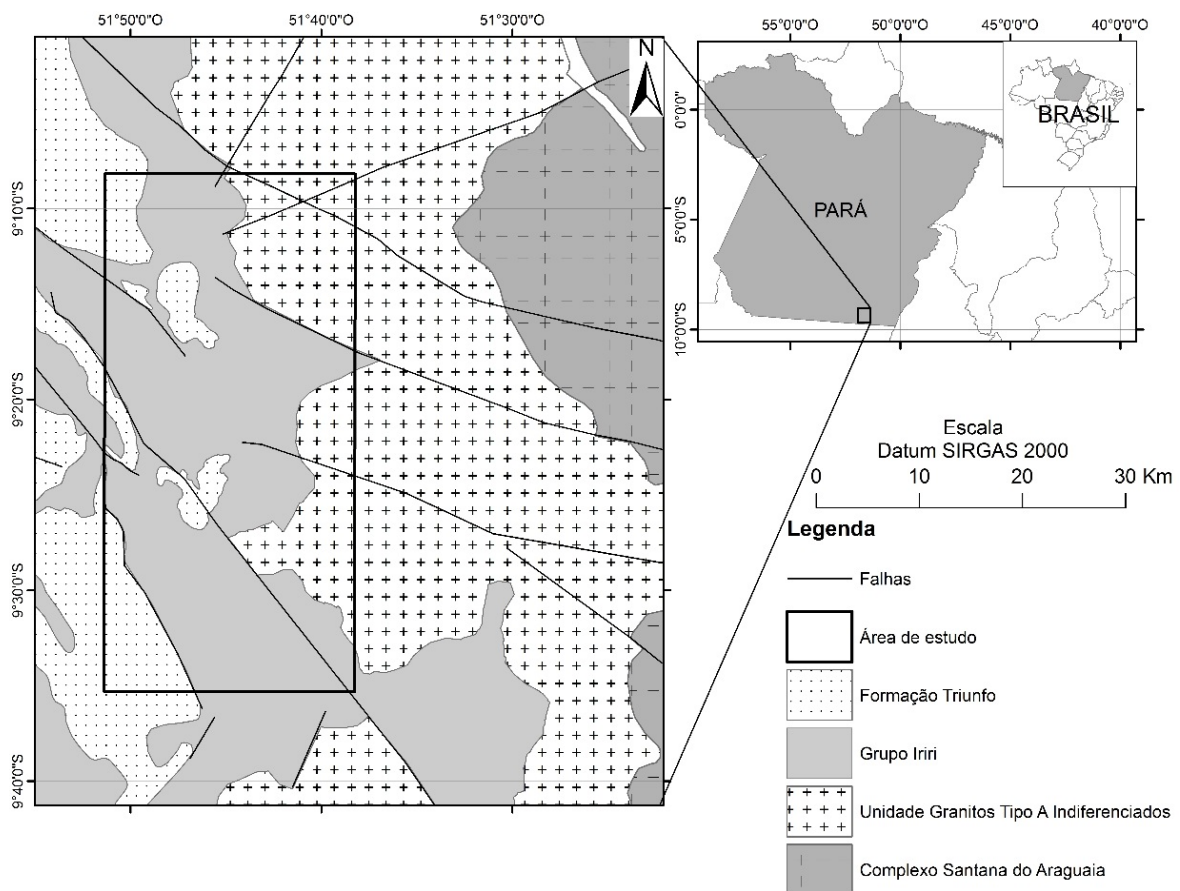 51°50'0"O 51°40'0"O 51°30'0"O
N
9°10'0"S
9°20'0"S
9°30'0"S
9°40'0"S
55°0'0"O 50°0'0"O 45°0'0"O 40°0'0"O
0°0'0"
5°0'0"S
10°0'0"S
BRASIL
PARÁ
Escala
Datum SIRGAS 2000
0 10 20 30 Km
Legenda
Falhas
Área de estudo
Formação Triunfo
Grupo Iriri
Unidade Granitos Tipo A Indiferenciados
Complexo Santana do Araguaia